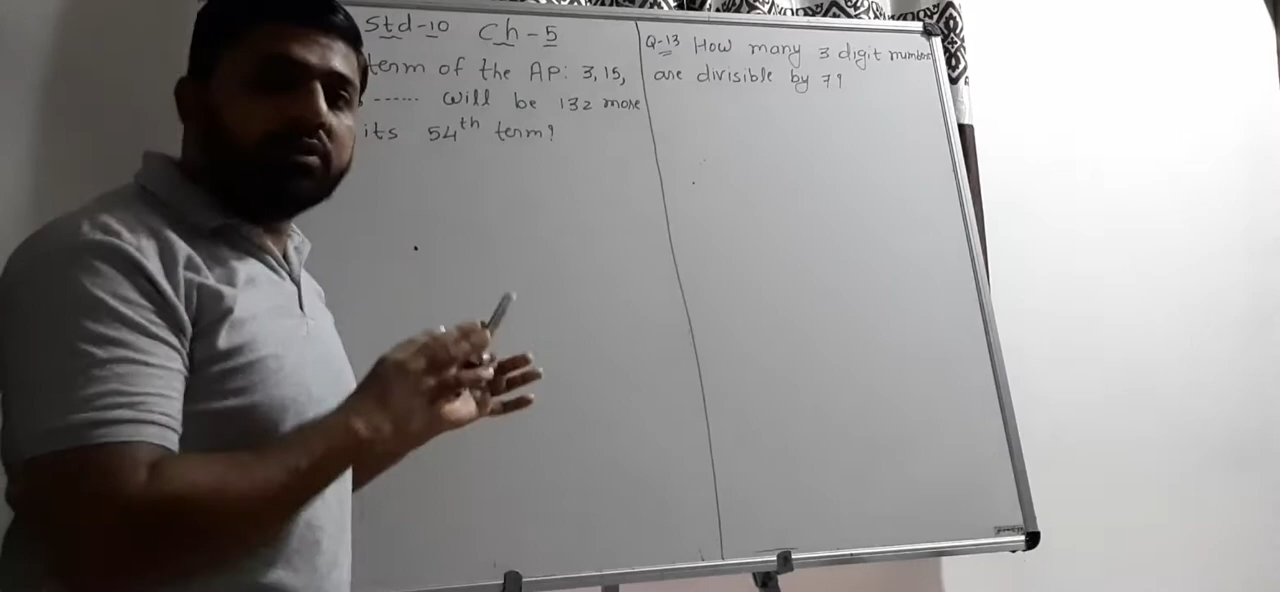 Std-10 Ch-5
term of the AP: 3, 15,
------ will be 132 more
its 54th term?
Q-13 How many 3 digit numbers
are divisible by 7?